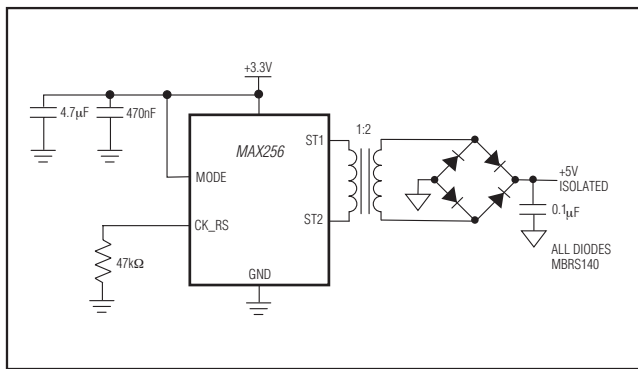 +3.3V
4.7μF
470nF
MAX256
ST1
1:2
MODE
+5V
ISOLATED
CK_RS
ST2
0.1μF
47kΩ
GND
ALL DIODES
MBRS140